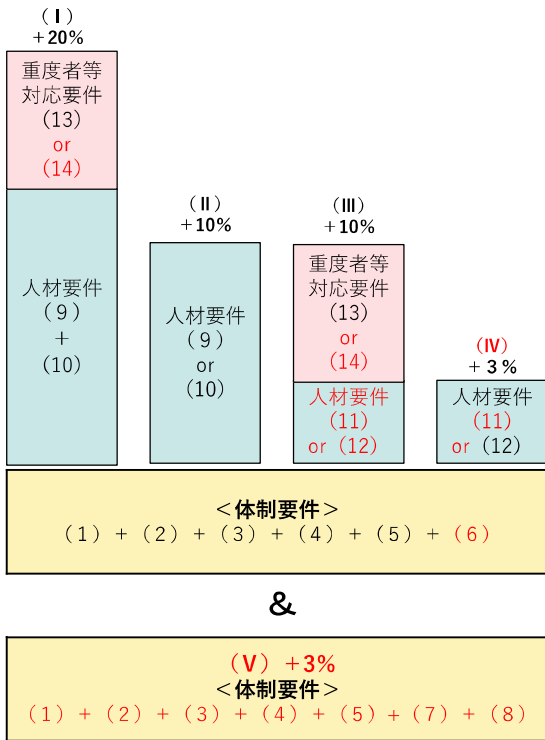 (Ⅰ)
+20%
重度者等
対応要件
(13)
or
(14)
人材要件
(9)
+
(10)
(Ⅱ)
+10%
人材要件
(9)
or
(10)
(Ⅲ)
+10%
重度者等
対応要件
(13)
or
(14)
人材要件
(11)
or (12)
(Ⅳ)
+3%
人材要件
(11)
or (12)
<体制要件>
(1) + (2) + (3) + (4) + (5) + (6)
&
(Ⅴ) +3%
<体制要件>
(1) + (2) + (3) + (4) + (5) + (7) + (8)